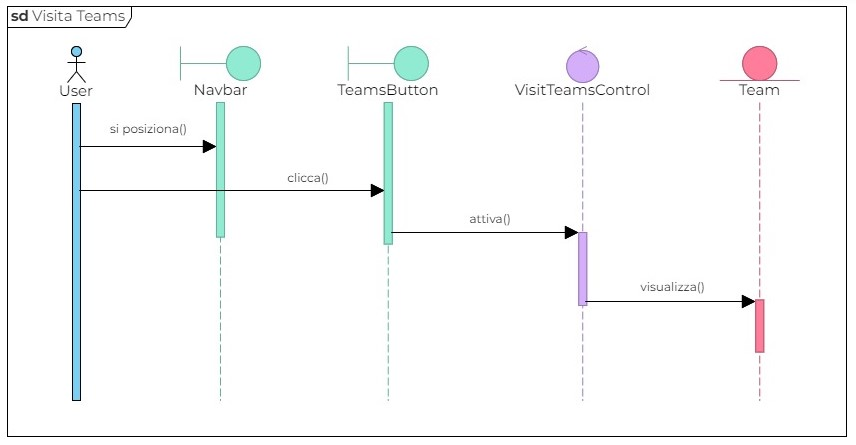 sd Visita Teams
User
Navbar
TeamsButton
VisitTeamsControl
Team
si posiziona()
clicca()
attiva()
visualizza()